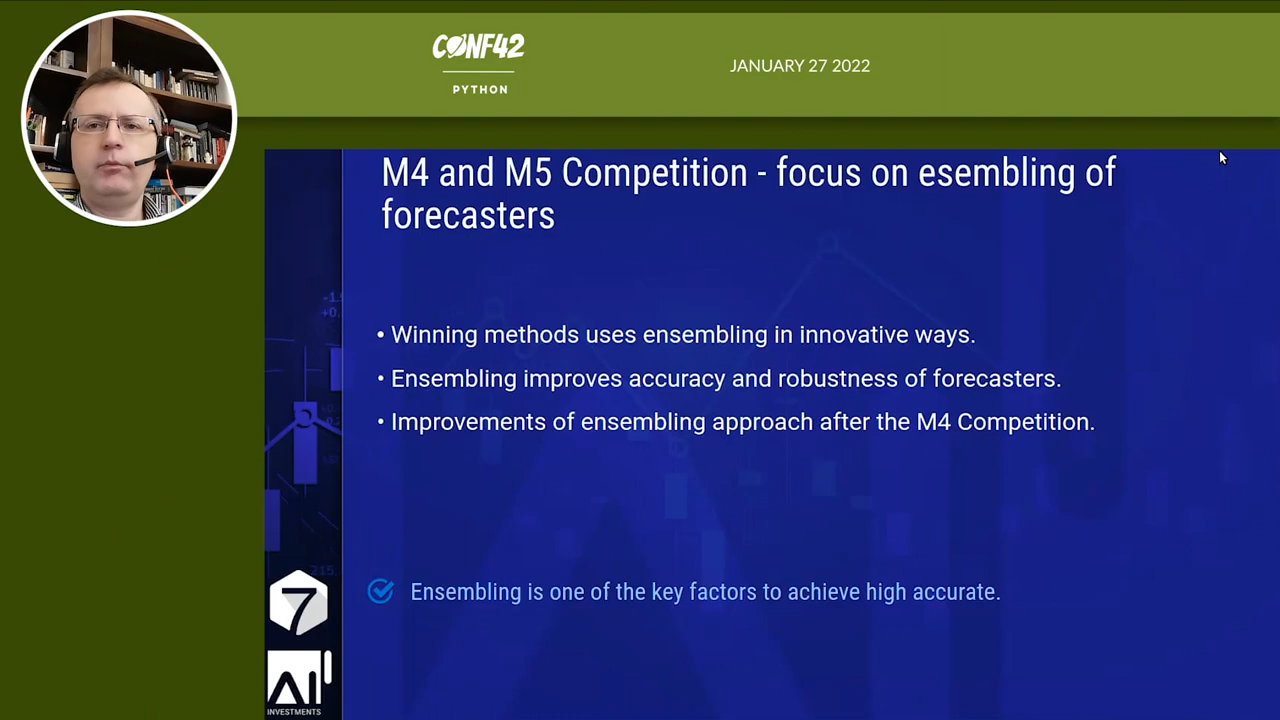 CONF42
PYTHON
JANUARY 27 2022
M4 and M5 Competition - focus on esembling of
forecasters
• Winning methods uses ensembling in innovative ways.
• Ensembling improves accuracy and robustness of forecasters.
• Improvements of ensembling approach after the M4 Competition.
215.
Ensembling is one of the key factors to achieve high accurate.
7
AI
INVESTMENTS